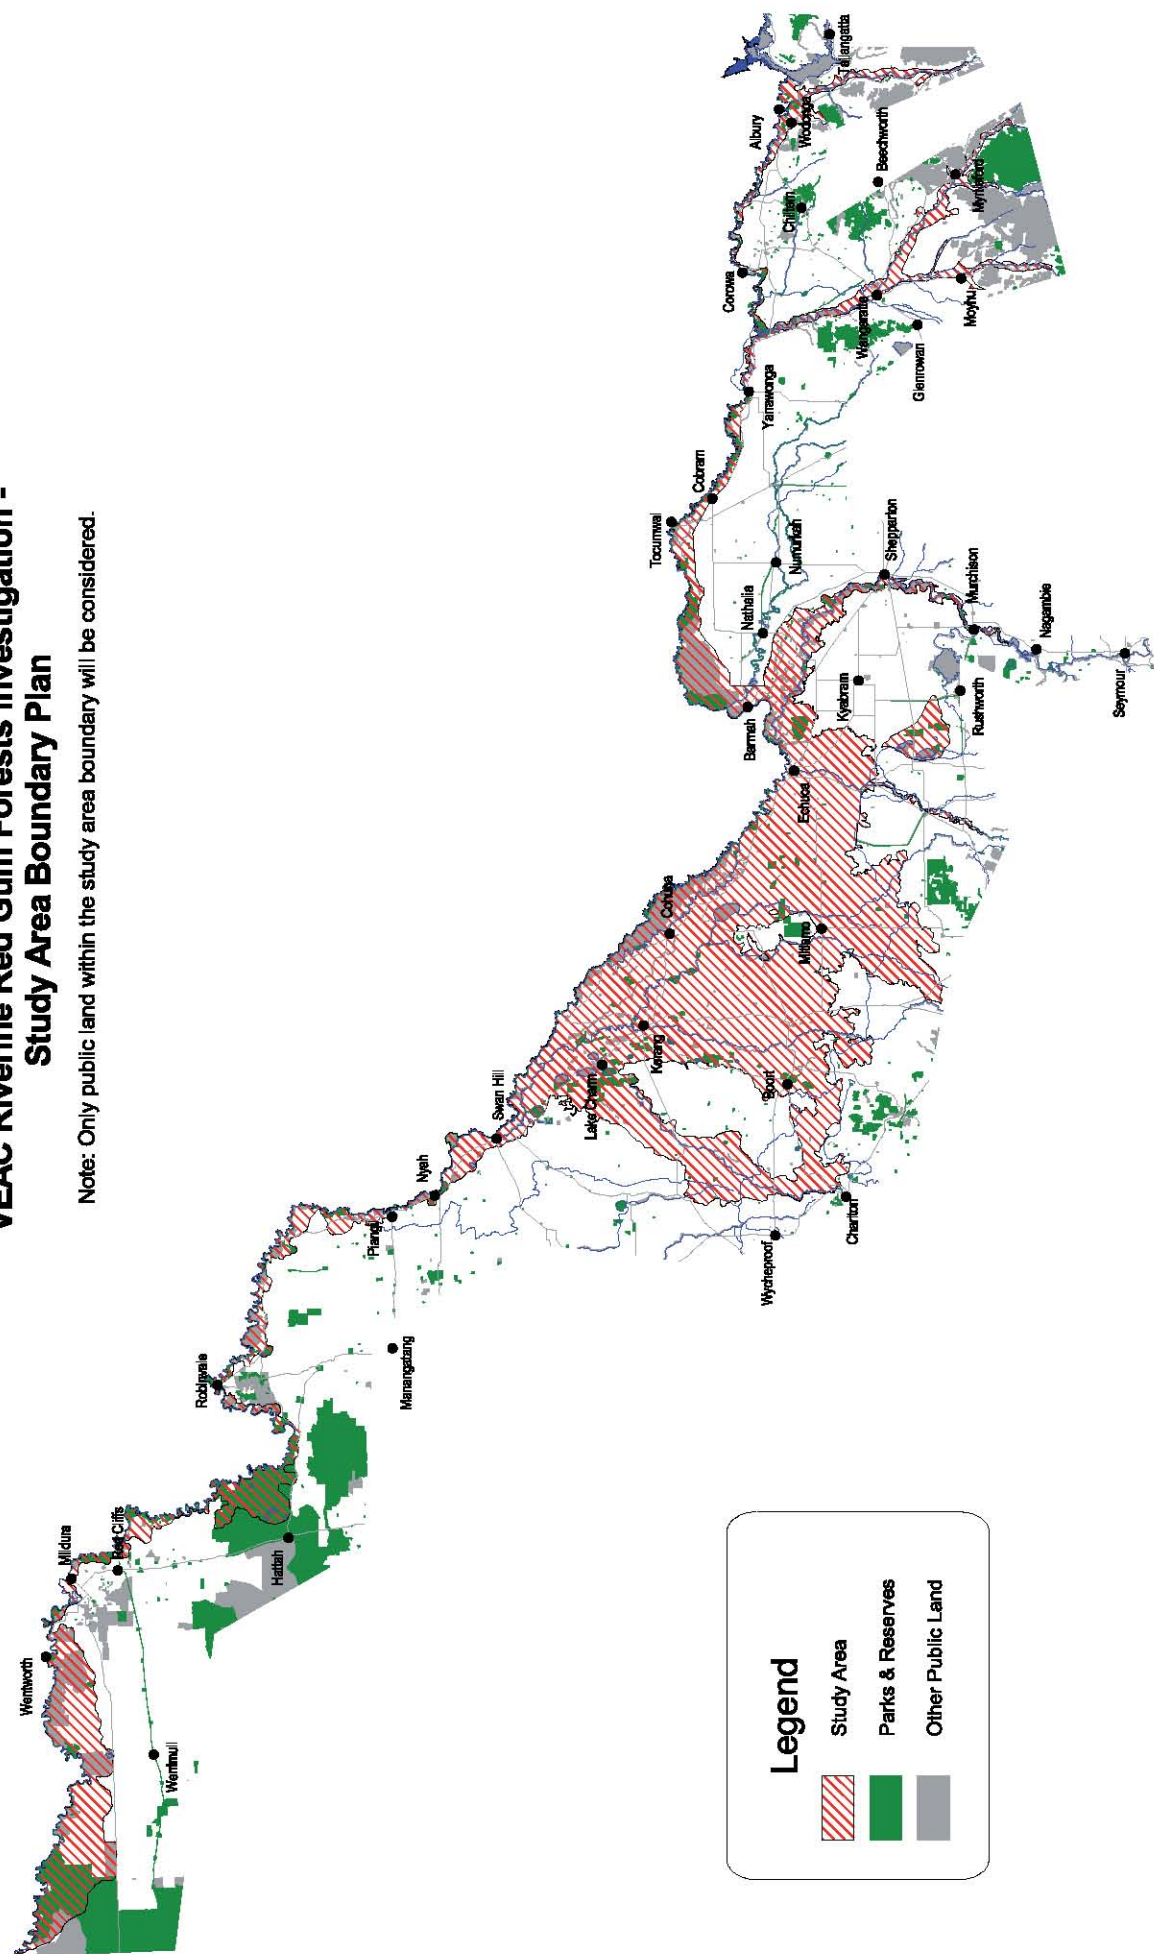 VEAC Riverine Red Gum Forests Investigation -
Study Area Boundary Plan
Note: Only public land within the study area boundary will be considered.
Wentworth
Mildura
Red Cliffs
Werrimull
Hattah
Robinvale
Manangatang
Piangil
Nyah
Swan Hill
Lake Charm
Kerang
Cohuna
Wycheproof
Charlton
Boort
Mitiamo
Echuca
Barmah
Kyabram
Rushworth
Nathalia
Numurkah
Shepparton
Murchison
Nagambie
Seymour
Tocumwal
Cobram
Yarrawonga
Corowa
Chiltern
Albury
Wodonga
Tallangatta
Beechworth
Myrtleford
Wangaratta
Glenrowan
Moyhu
Legend
Study Area
Parks & Reserves
Other Public Land